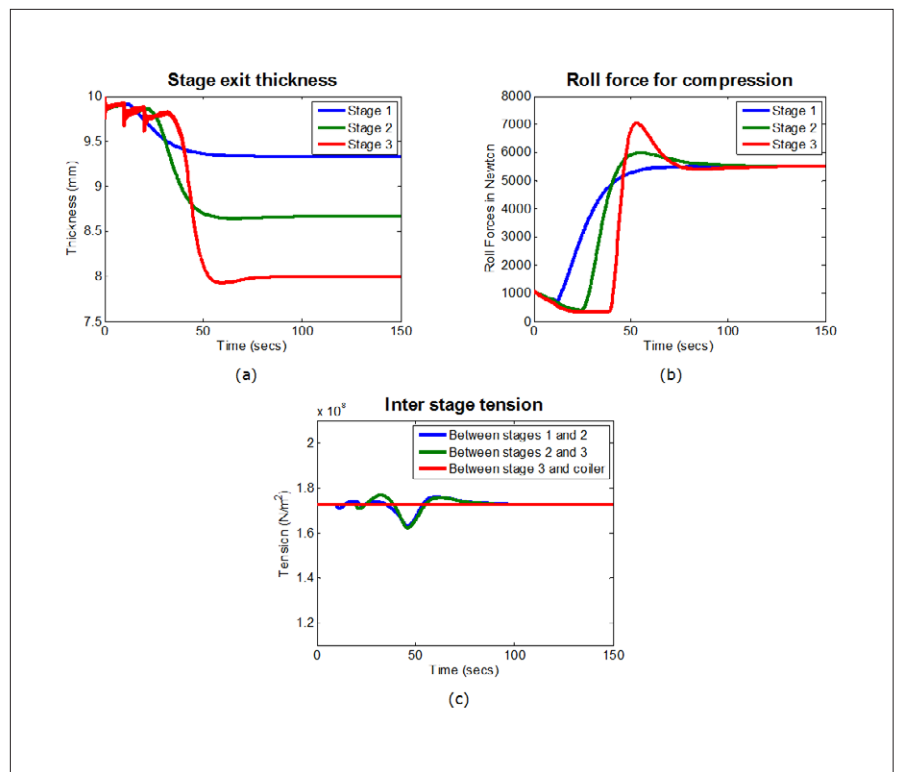 Stage exit thickness
10
9.5
9
8.5
8
7.5
Thickness (mm)
Stage 1
Stage 2
Stage 3
0
50
100
150
Time (secs)
(a)
Roll force for compression
8000
7000
6000
5000
4000
3000
2000
1000
0
Roll Forces in Newton
Stage 1
Stage 2
Stage 3
0
50
100
150
Time (secs)
(b)
Inter stage tension
x 10⁸
2
1.8
1.6
1.4
1.2
Tension (N/m²)
Between stages 1 and 2
Between stages 2 and 3
Between stage 3 and coiler
0
50
100
150
Time (secs)
(c)